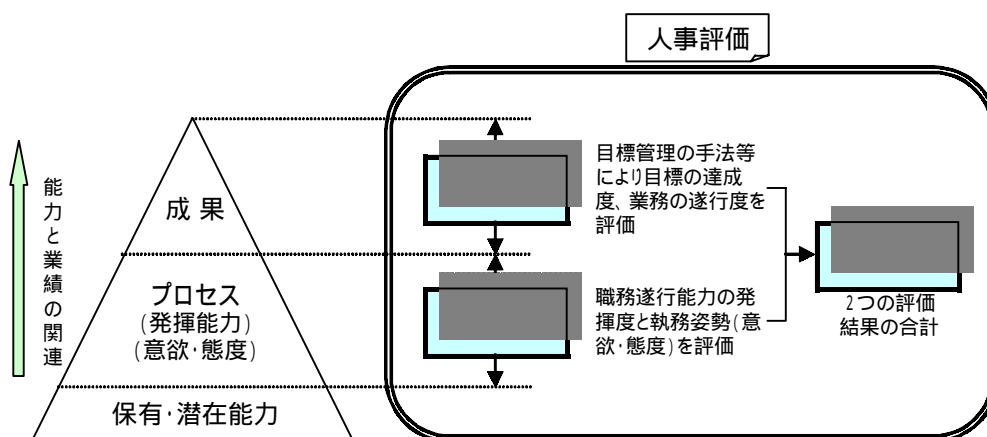 人事評価
能力と業績の関連
成果
プロセス
(発揮能力)
(意欲・態度)
保有・潜在能力
目標管理の手法等
により目標の達成
度、業務の遂行度を
評価
職務遂行能力の発
揮度と執務姿勢(意
欲・態度)を評価
2つの評価
結果の合計